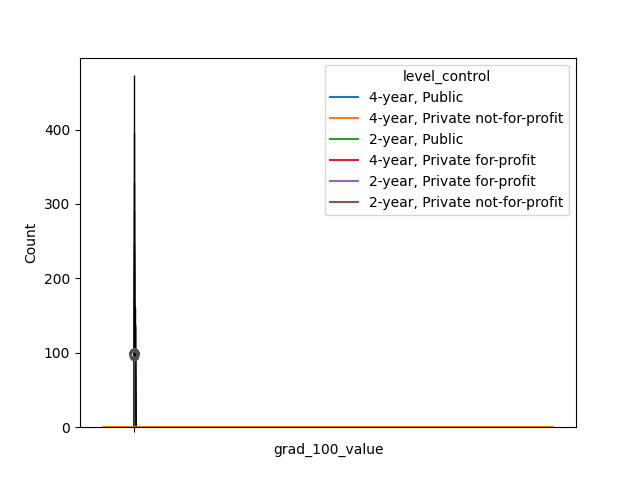 level_control
4-year, Public
4-year, Private not-for-profit
2-year, Public
4-year, Private for-profit
2-year, Private for-profit
2-year, Private not-for-profit
400
300
200
100
0
Count
grad_100_value